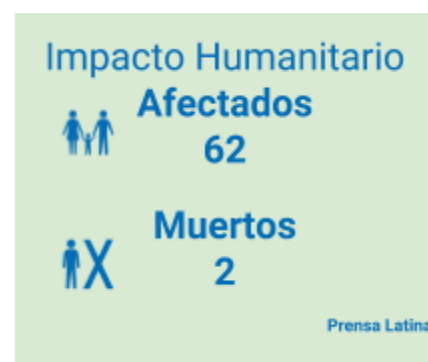 Impacto Humanitario
Afectados
62
Muertos
2
Prensa Latina